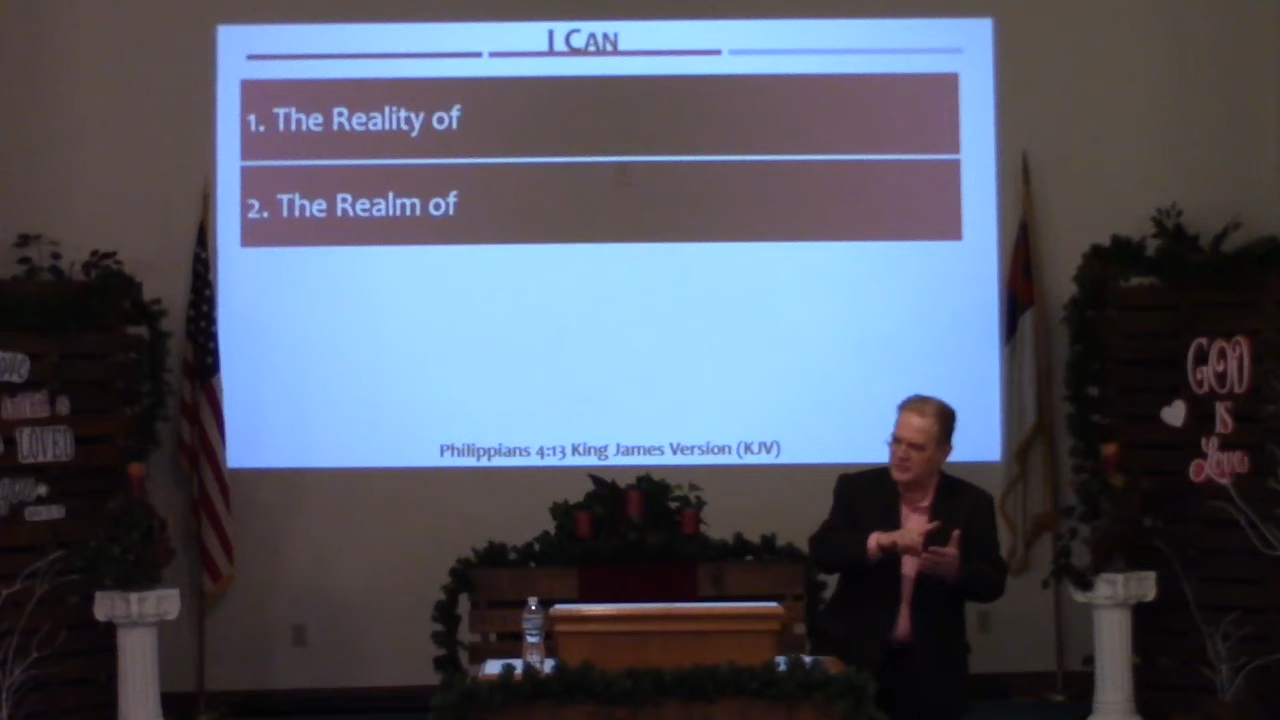 I CAN
1. The Reality of
2. The Realm of
Philippians 4:13 King James Version (KJV)
LOVED
GOD
IS
Love